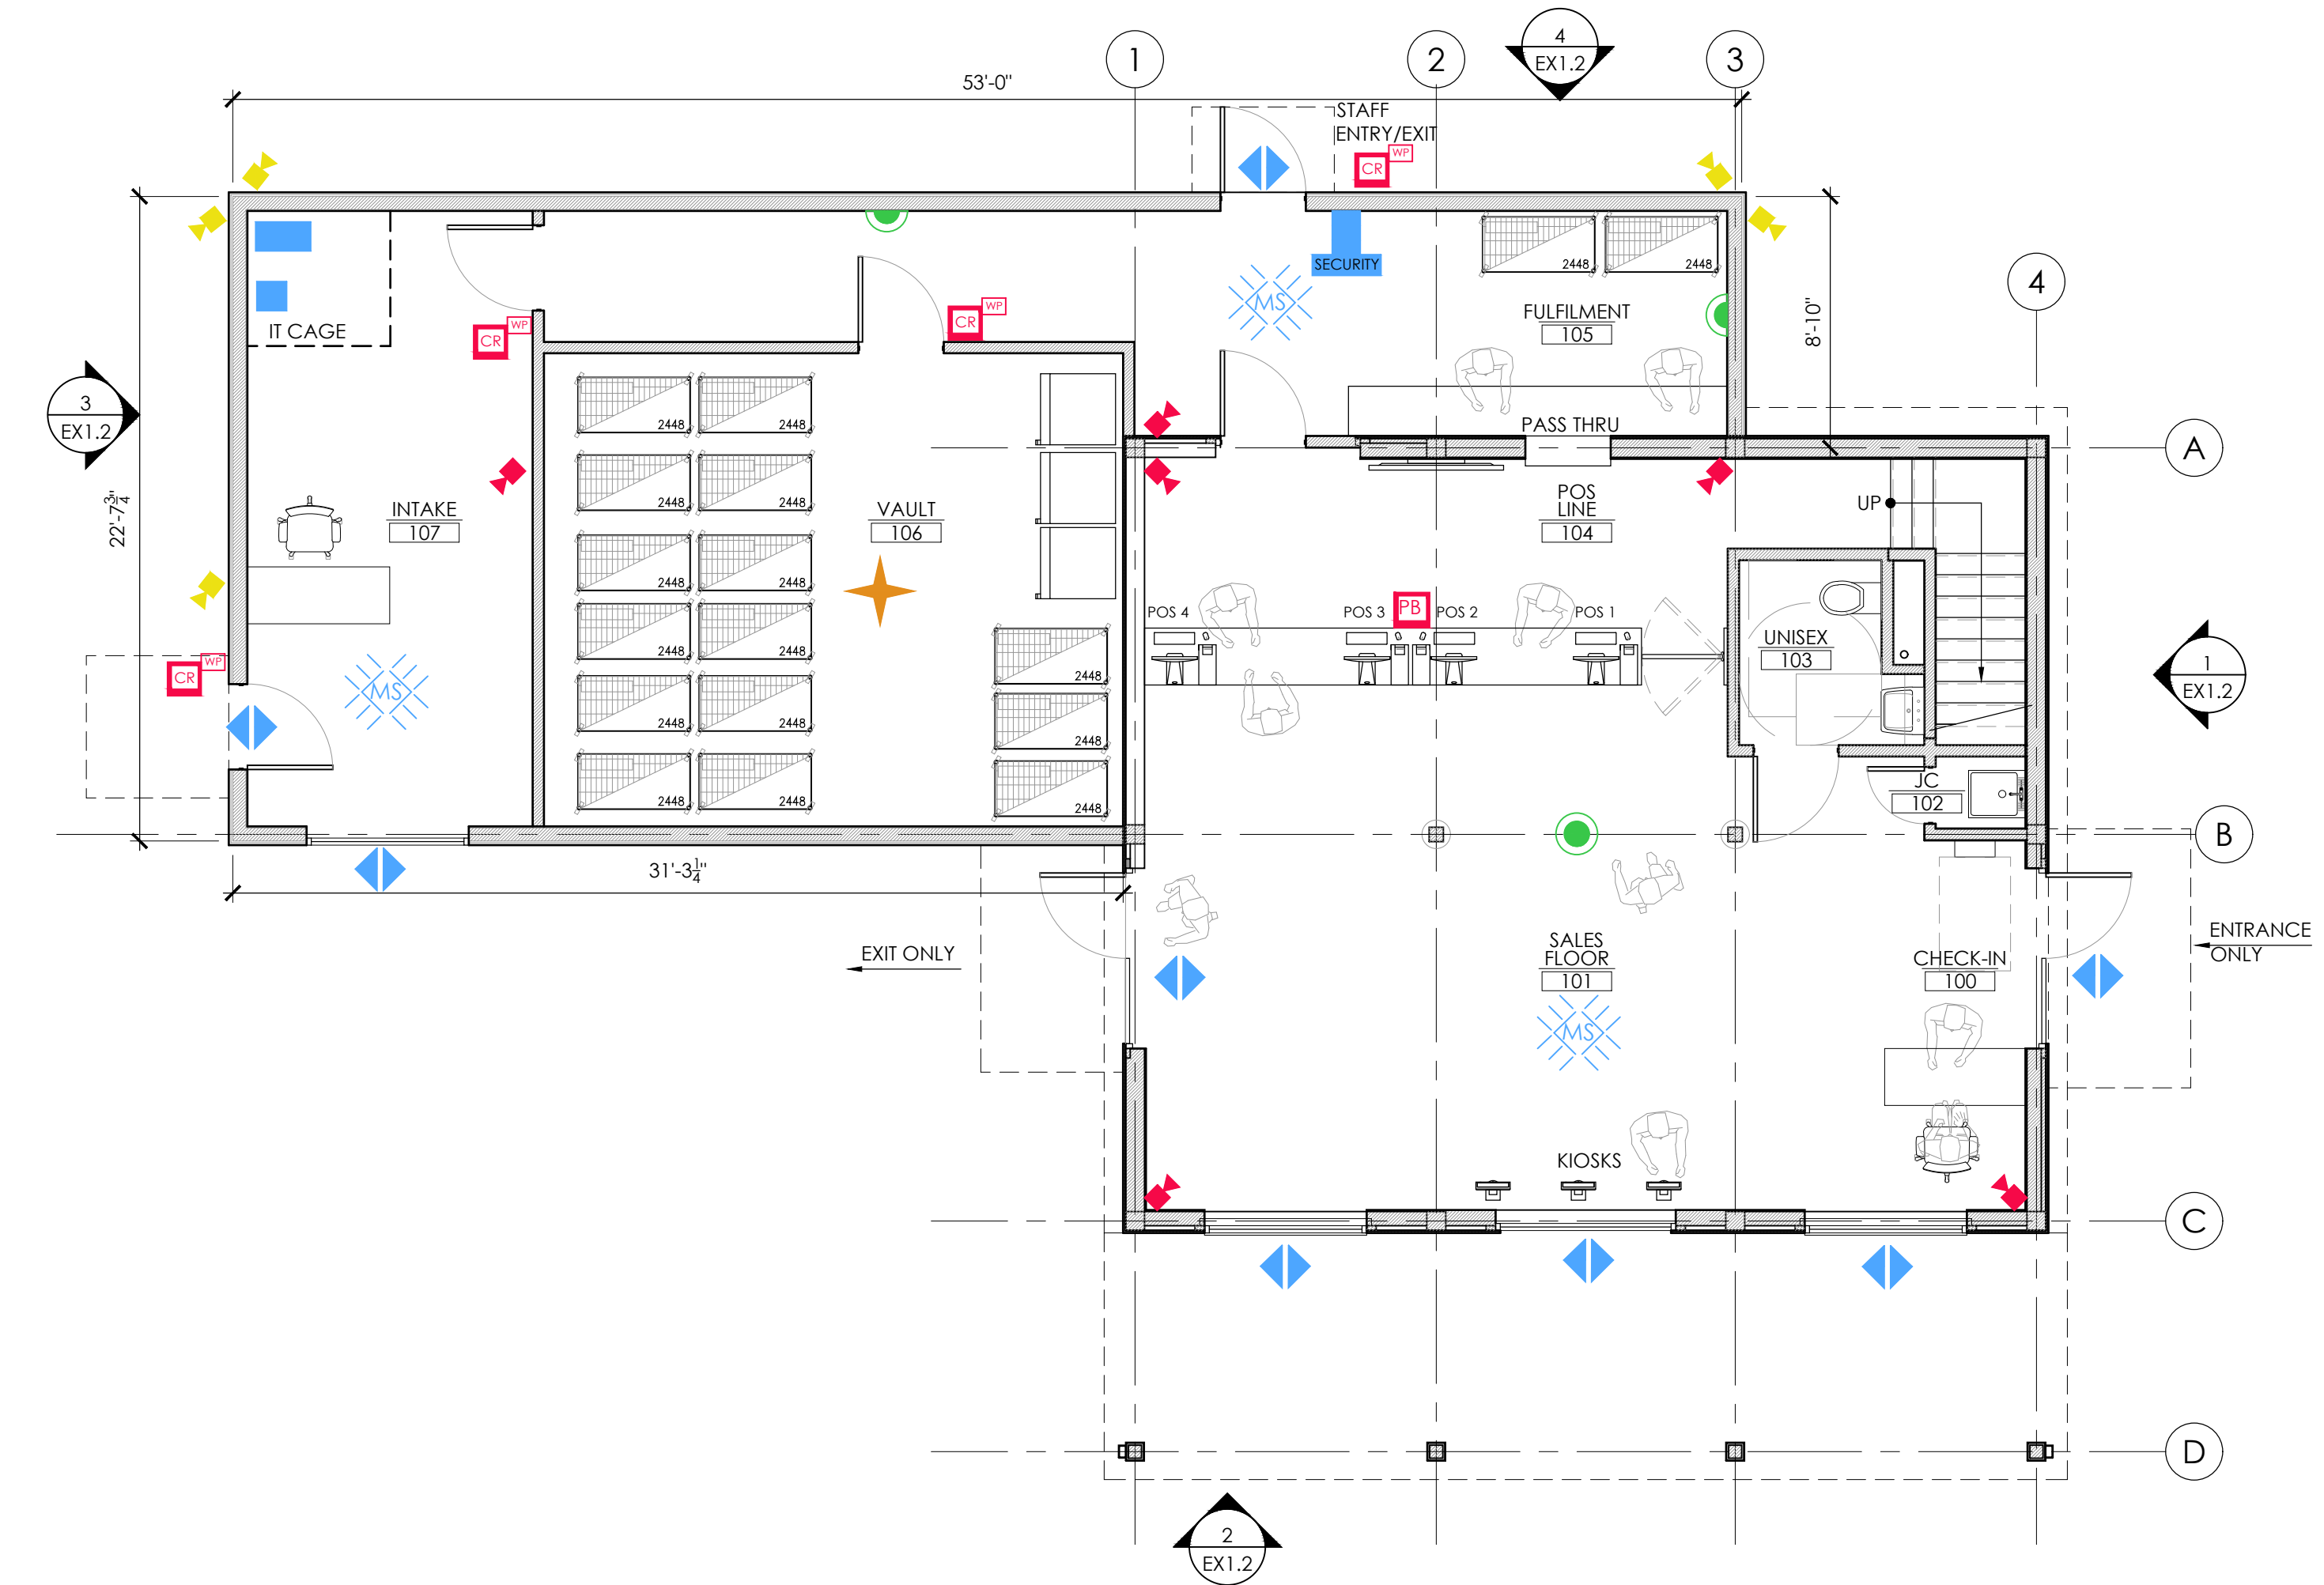 1
2
3
4
EX1.2
53'-0"
STAFF
ENTRY/EXIT
WP
CR
SECURITY
2448
2448
4
IT CAGE
WP
CR
WP
CR
MS
FULFILMENT
105
8'-10"
3
EX1.2
22'-7 3/4"
PASS THRU
A
2448
2448
2448
2448
INTAKE
107
VAULT
106
POS
LINE
104
UP
2448
2448
2448
2448
2448
2448
2448
2448
2448
2448
2448
POS 4
POS 3
PB
POS 2
POS 1
UNISEX
103
1
EX1.2
WP
CR
MS
JC
102
B
31'-3 1/4"
EXIT ONLY
SALES
FLOOR
101
CHECK-IN
100
ENTRANCE
ONLY
MS
KIOSKS
C
D
2
EX1.2